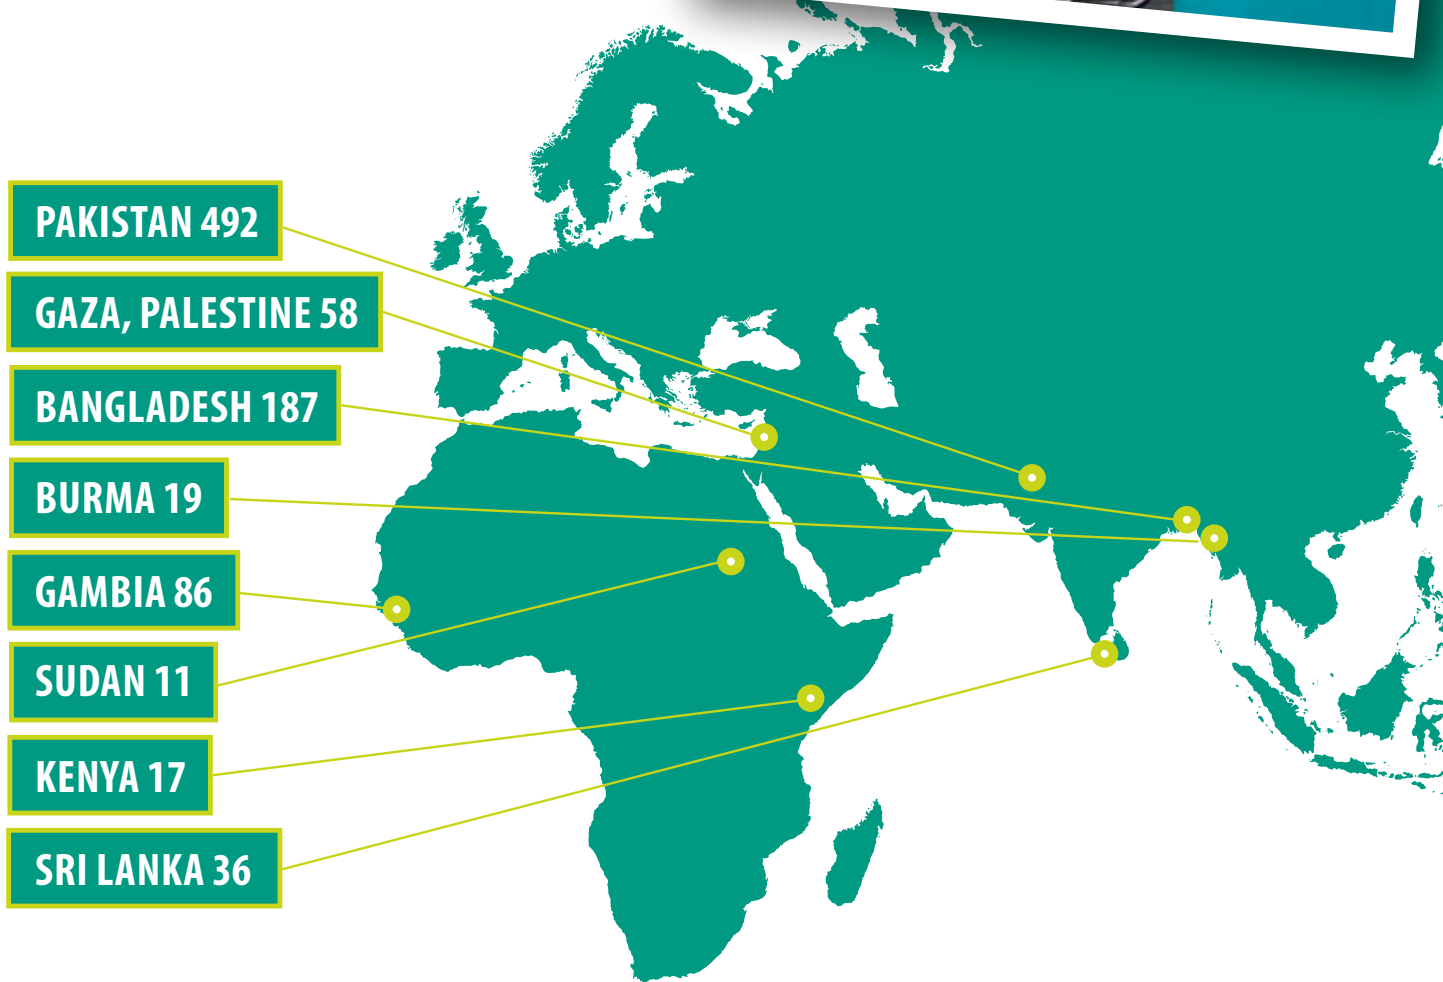 PAKISTAN 492
GAZA, PALESTINE 58
BANGLADESH 187
BURMA 19
GAMBIA 86
SUDAN 11
KENYA 17
SRI LANKA 36